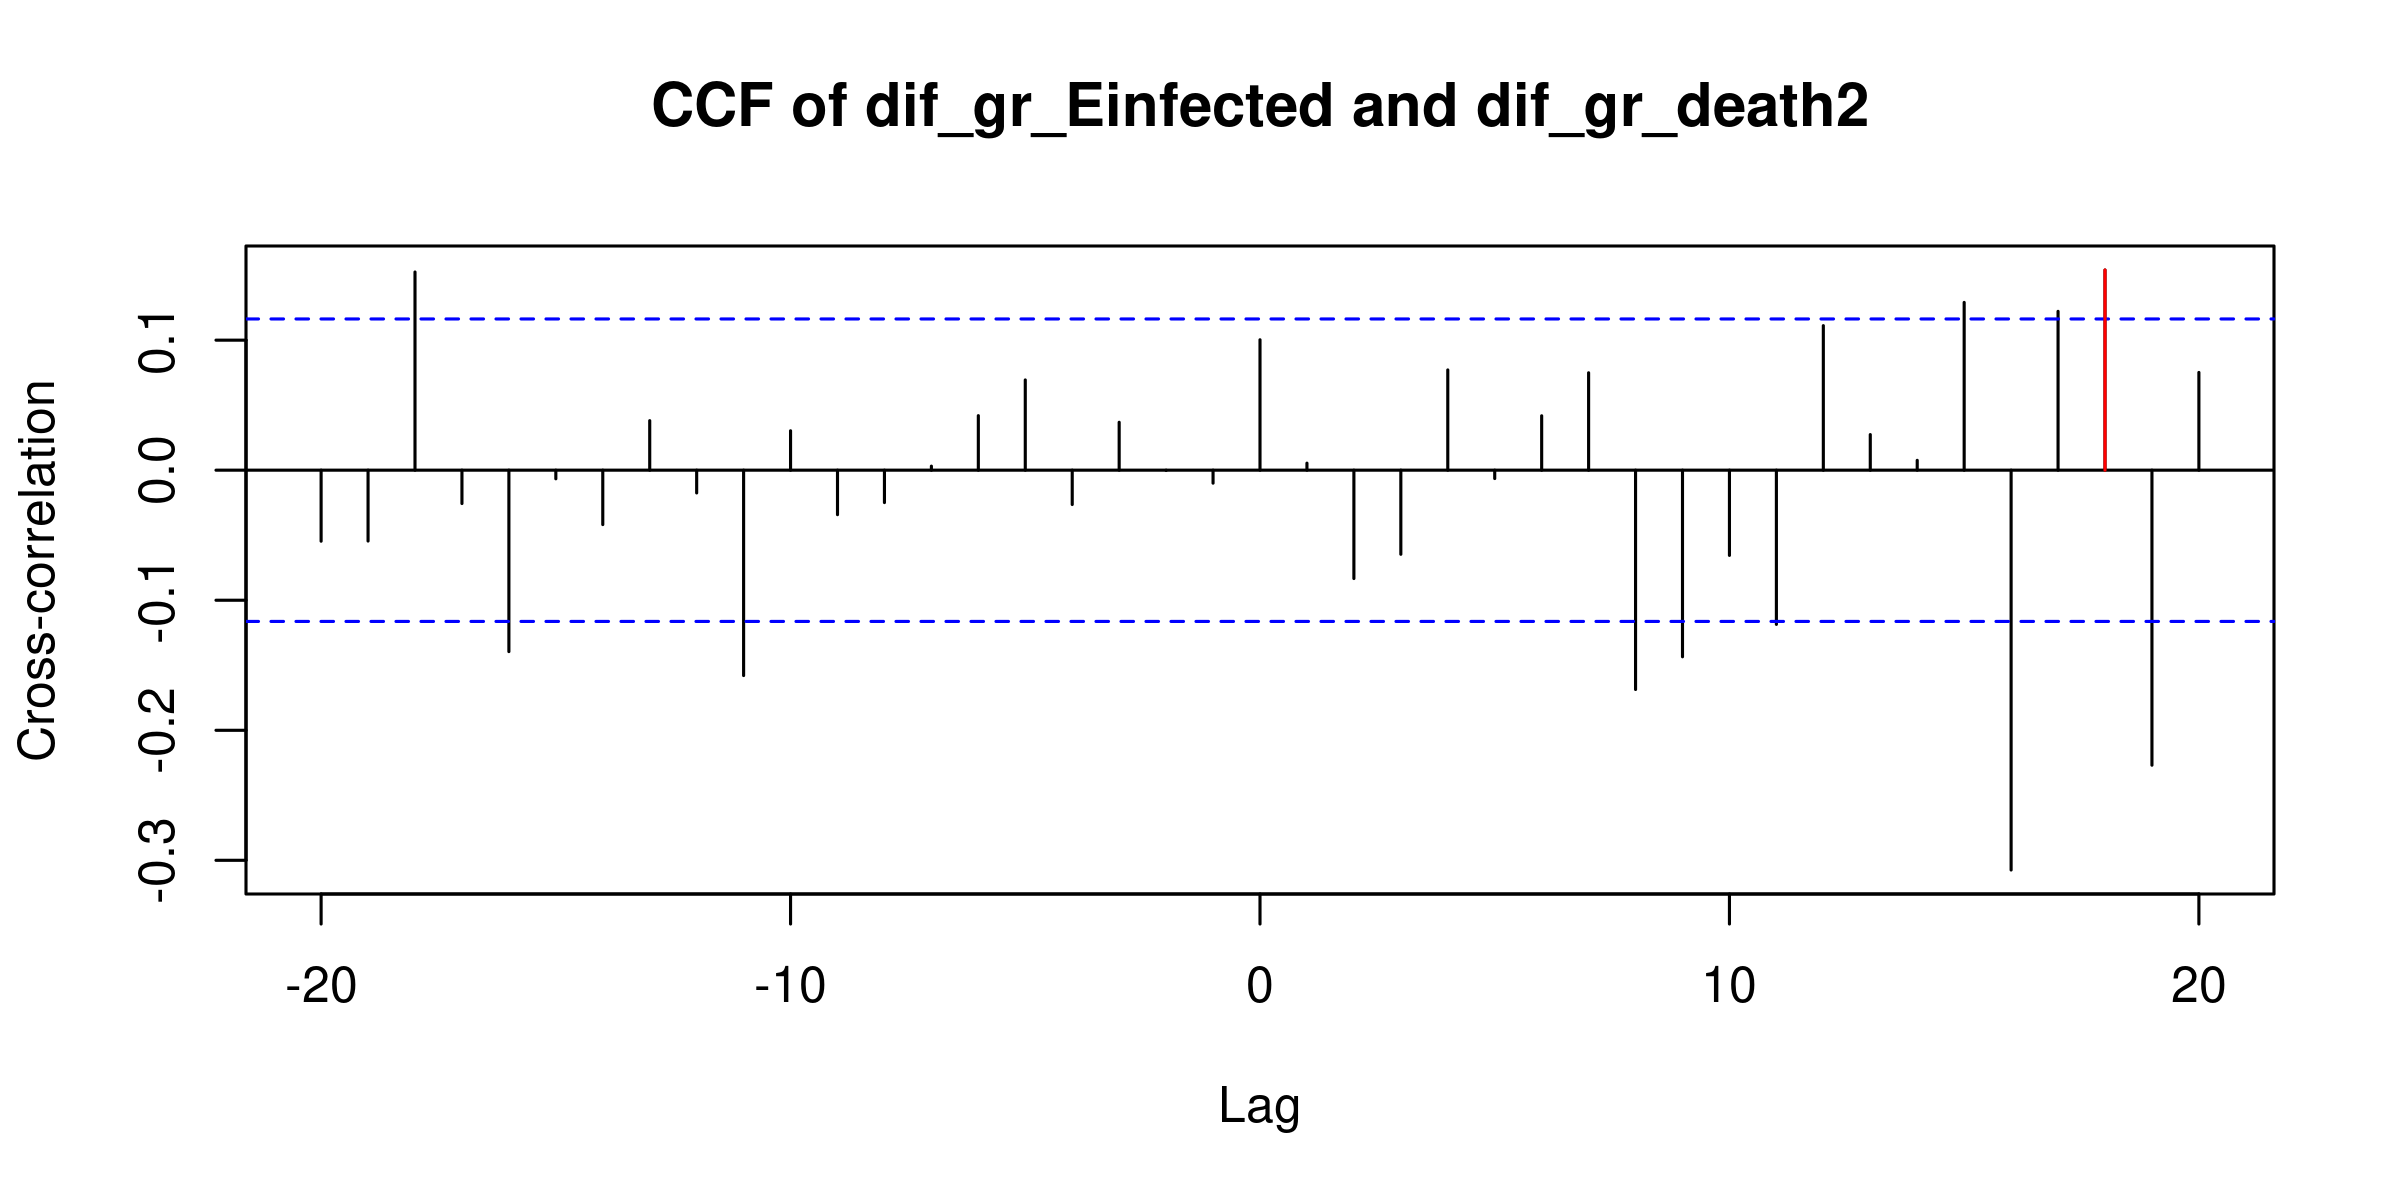 CCF of dif_gr_Einfected and dif_gr_death2
Cross-correlation
0.1
0.0
-0.1
-0.2
-0.3
-20 -10 0 10 20
Lag